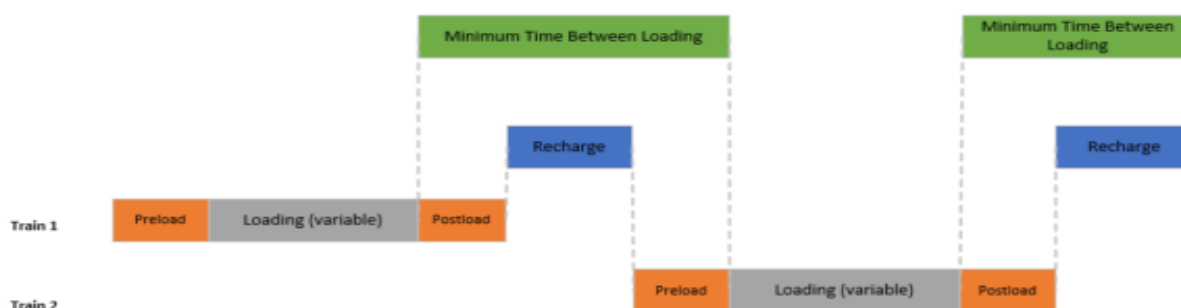 Minimum Time Between Loading
Minimum Time Between
Loading
Recharge
Recharge
Train 1
Preload
Loading (variable)
Postload
Train 2
Preload
Loading (variable)
Postload